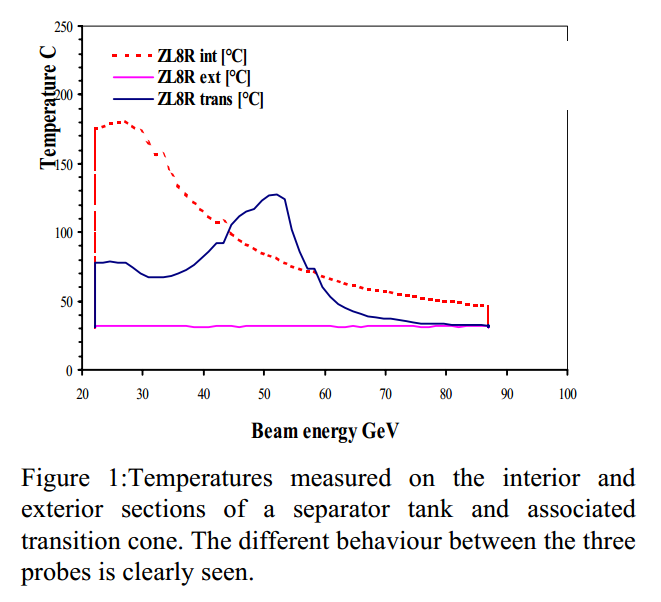 250
200
150
100
50
0
Temperature C
ZL8R int [°C]
ZL8R ext [°C]
ZL8R trans [°C]
20 30 40 50 60 70 80 90 100
Beam energy GeV
Figure 1:Temperatures measured on the interior and
exterior sections of a separator tank and associated
transition cone. The different behaviour between the three
probes is clearly seen.